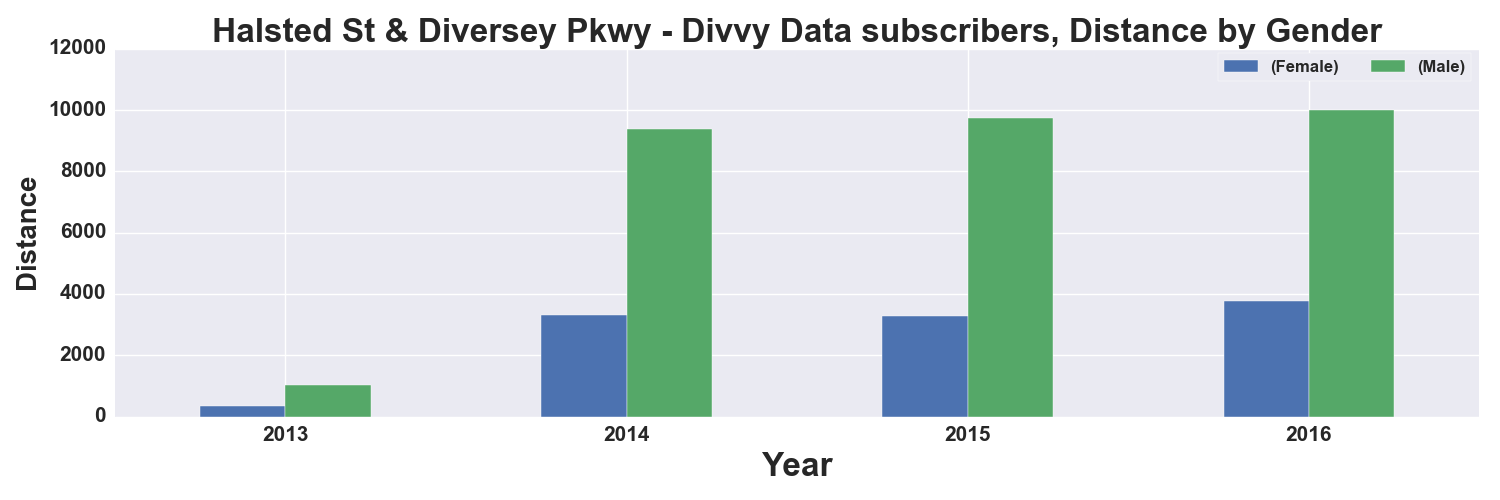 Halsted St & Diversey Pkwy - Divvy Data subscribers, Distance by Gender
(Female) (Male)
12000
10000
8000
6000
4000
2000
0
Distance
2013 2014 2015 2016
Year